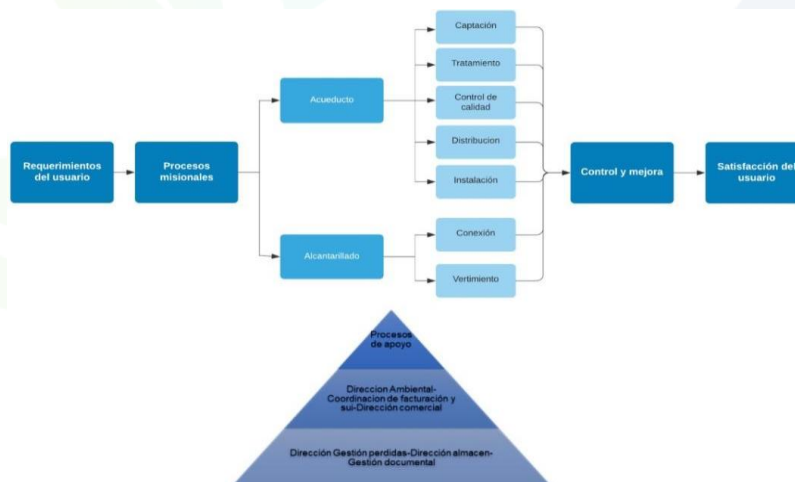 Requerimientos
del usuario
Procesos
misionales
Acueducto
Alcantarillado
Captación
Tratamiento
Control de
calidad
Distribucion
Instalación
Conexión
Vertimiento
Control y mejora
Satisfacción del
usuario
Procesos
de apoyo
Direccion Ambiental-
Coordinacion de facturación y
sui-Dirección comercial
Dirección Gestión perdidas-Dirección almacen-
Gestión documental